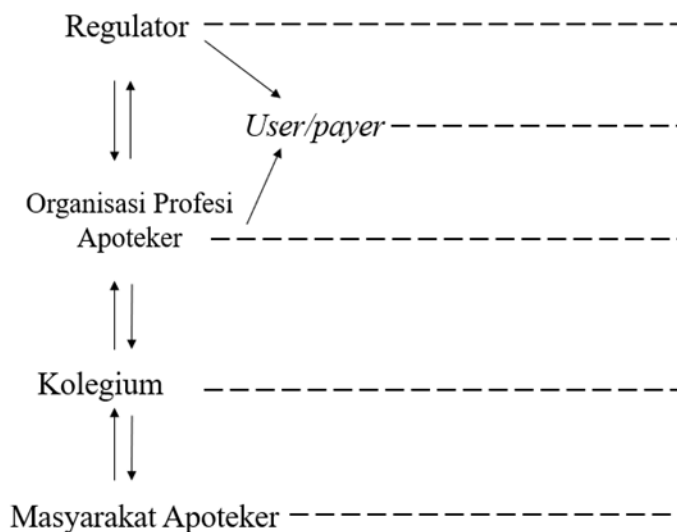 Regulator
User/payer
Organisasi Profesi
Apoteker
Kolegium
Masyarakat Apoteker